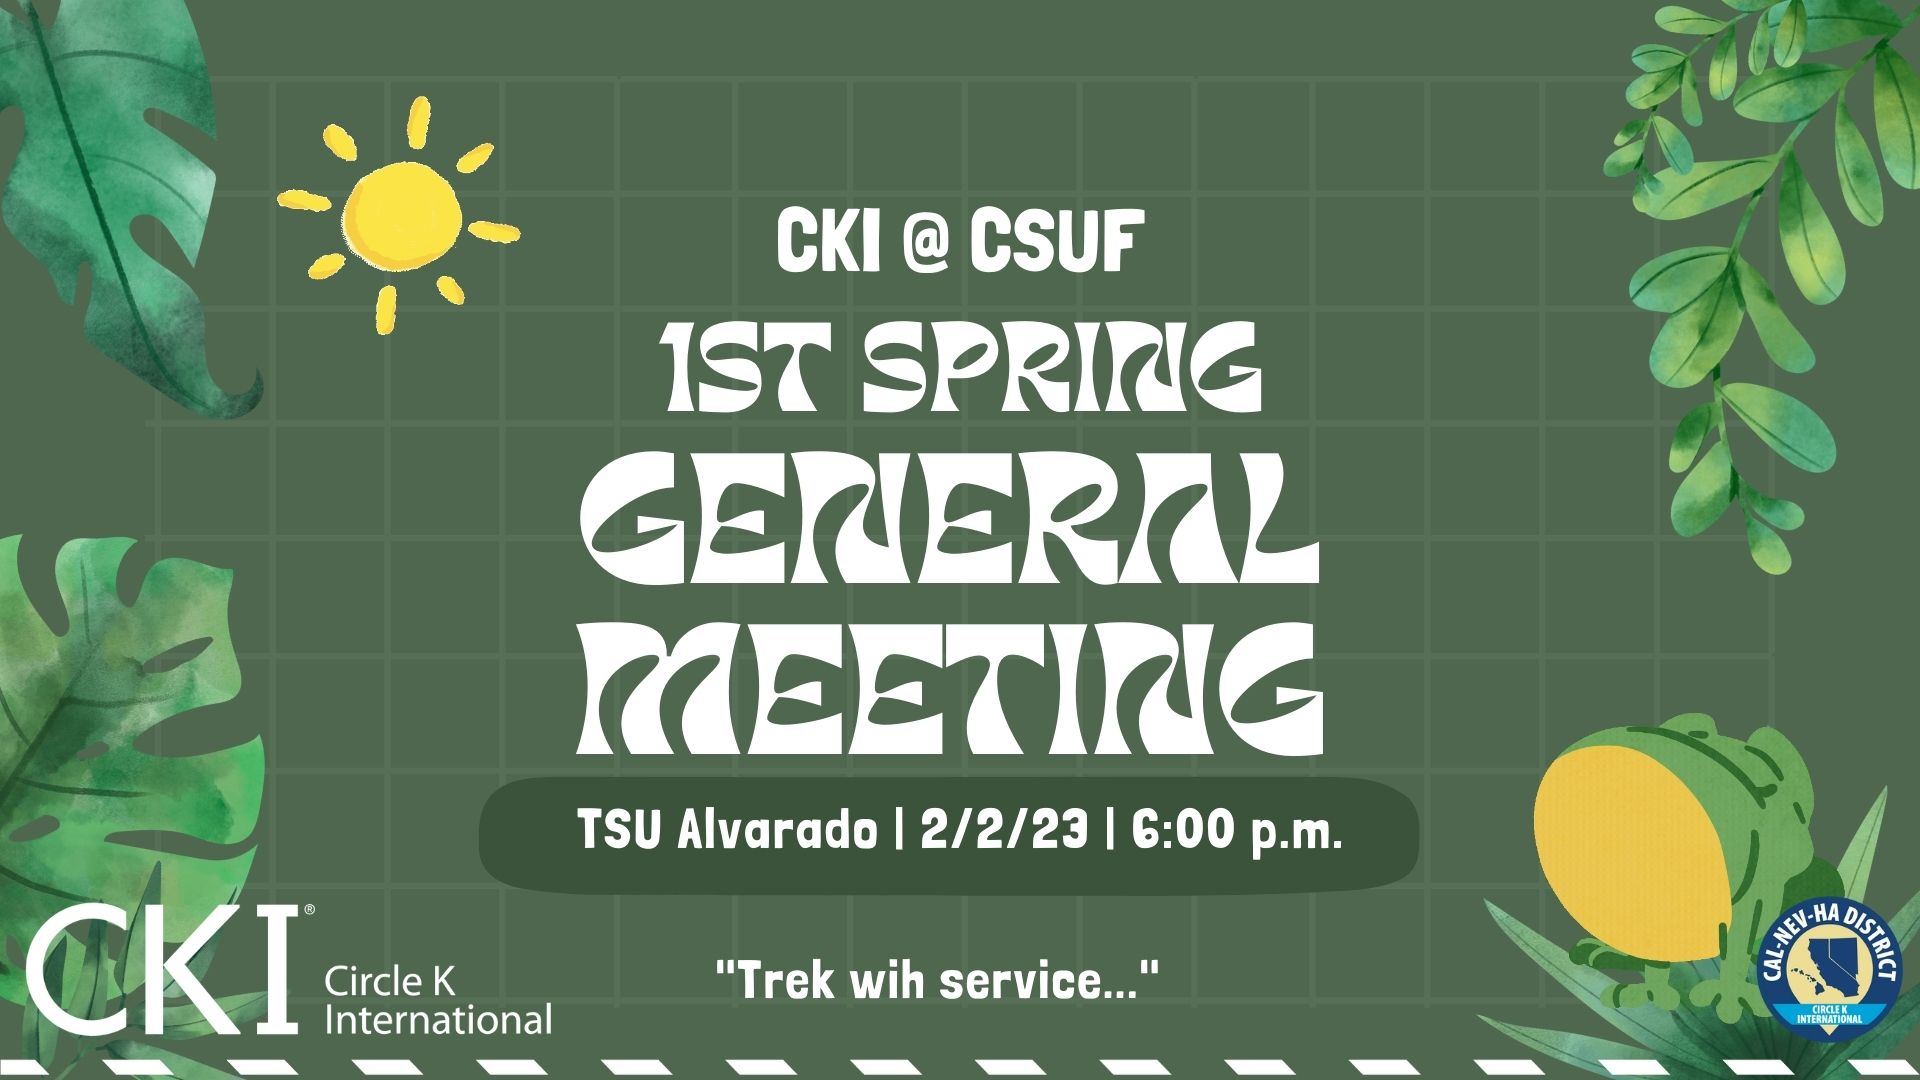 CKI @ CSUF
1ST SPRING
GENERAL
MEETING
TSU Alvarado | 2/2/23 | 6:00 p.m.
"Trek wih service..."
CKI®
Circle K
International
CAL-NEV-HA DISTRICT
CIRCLE K
INTERNATIONAL